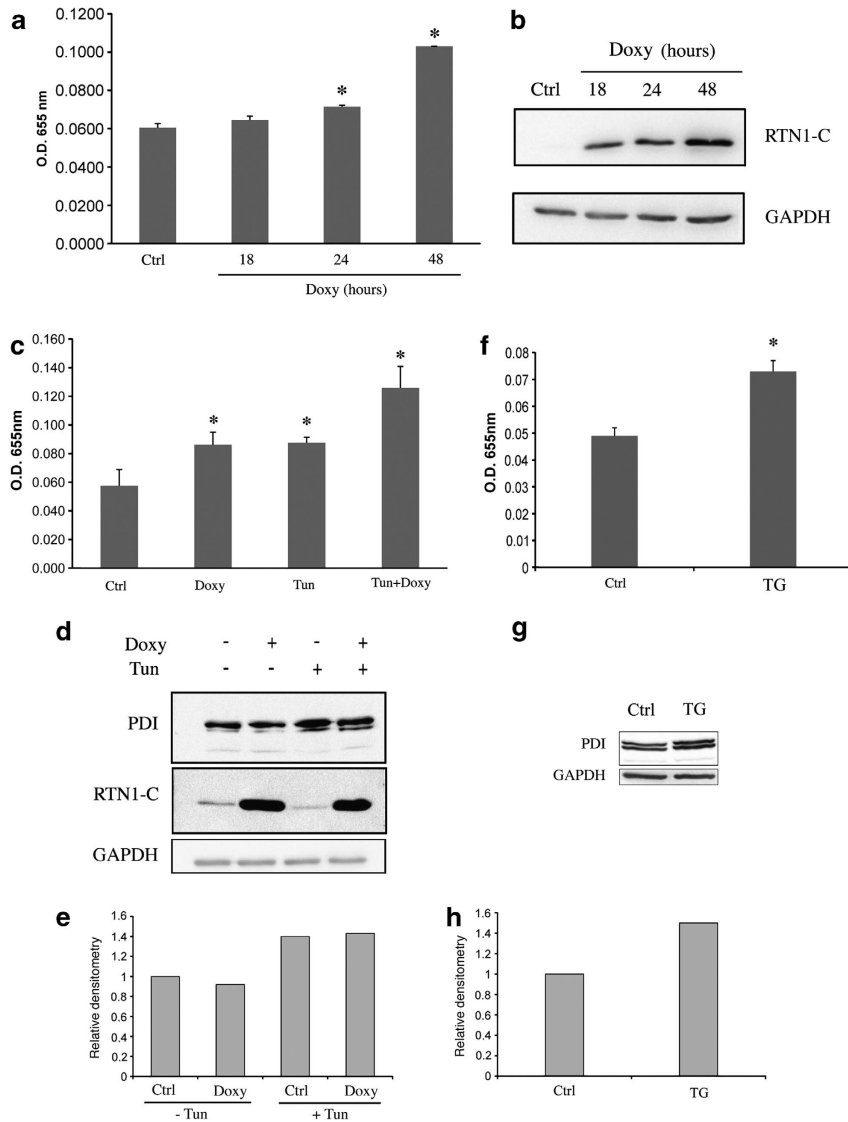 a
0.1200
0.1000
0.0800
0.0600
0.0400
0.0200
0.0000
O.D. 655 nm
*
*
Ctrl
18
24
48
Doxy (hours)
b
Doxy (hours)
Ctrl
18
24
48
RTN1-C
GAPDH
c
0.160
0.140
0.120
0.100
0.080
0.060
0.040
0.020
0.000
O.D. 655nm
*
*
*
Ctrl
Doxy
Tun
Tun+Doxy
f
0.08
0.07
0.06
0.05
0.04
0.03
0.02
0.01
0
O.D. 655nm
*
Ctrl
TG
d
Doxy - + - +
Tun - - + +
PDI
RTN1-C
GAPDH
g
Ctrl TG
PDI
GAPDH
e
1.6
1.4
1.2
1
0.8
0.6
0.4
0.2
0
Relative densitometry
Ctrl
Doxy
Ctrl
Doxy
- Tun
+ Tun
h
1.6
1.4
1.2
1
0.8
0.6
0.4
0.2
0
Relative densitometry
Ctrl
TG